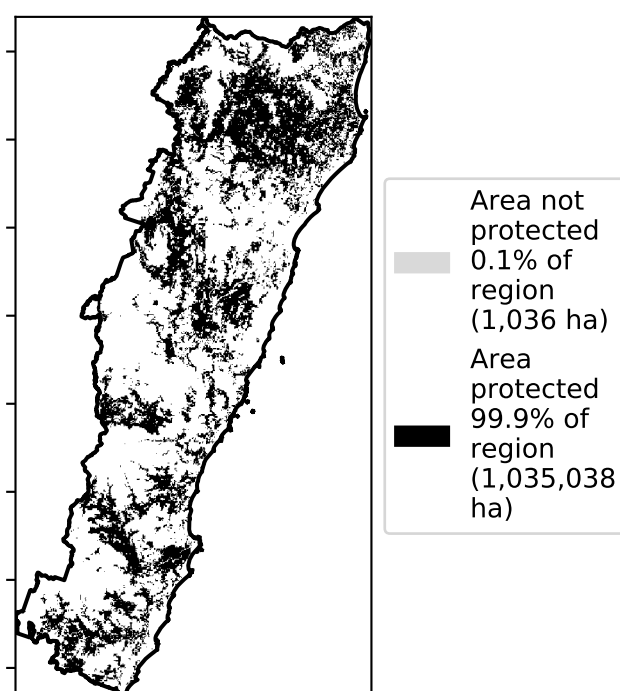 Area not
protected
0.1% of
region
(1,036 ha)
Area
protected
99.9% of
region
(1,035,038
ha)